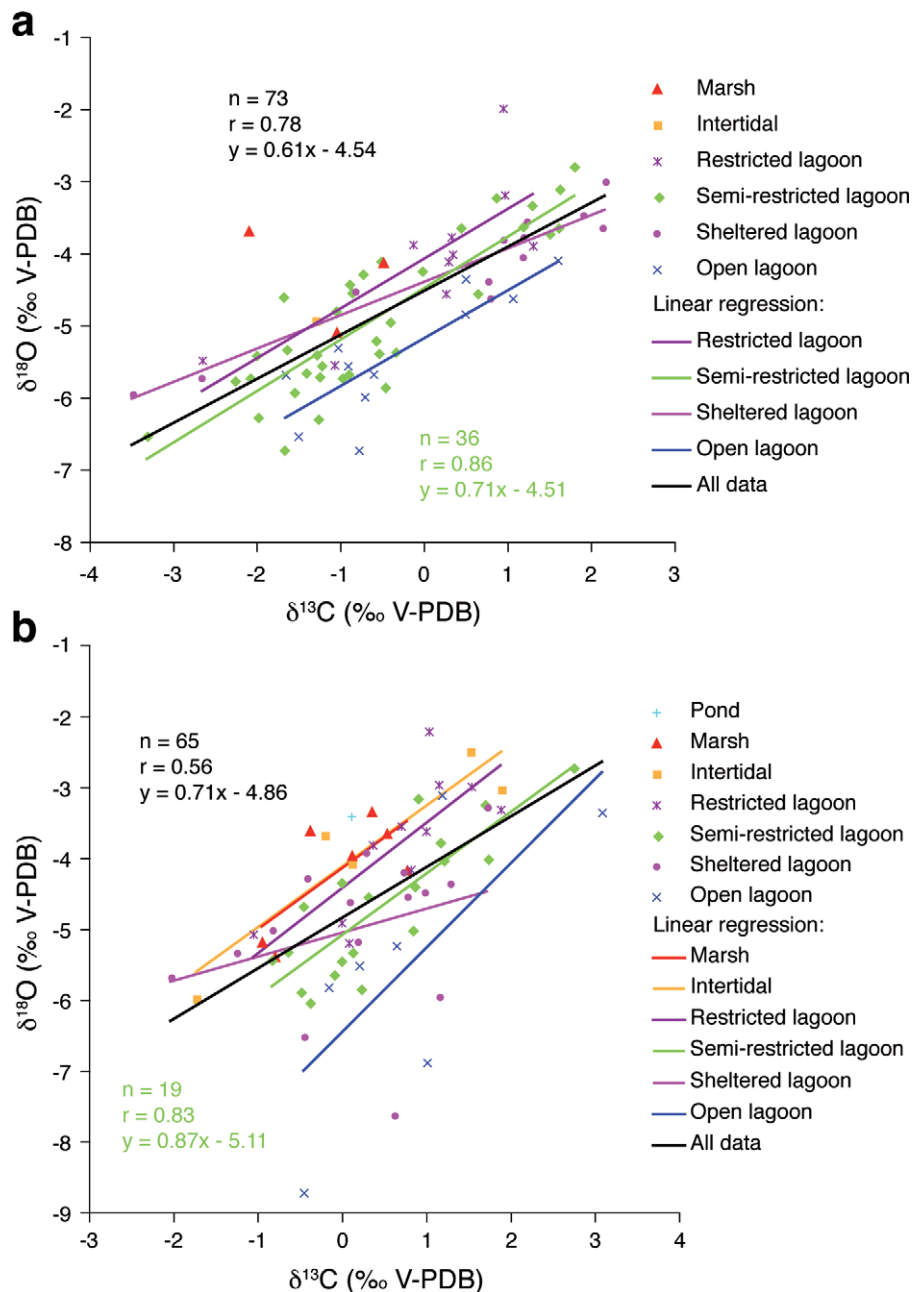 a
-1
-2
-3
-4
-5
-6
-7
-8
δ¹⁸O (‰ V-PDB)
n = 73
r = 0.78
y = 0.61x - 4.54
n = 36
r = 0.86
y = 0.71x - 4.51
Marsh
Intertidal
Restricted lagoon
Semi-restricted lagoon
Sheltered lagoon
Open lagoon
Linear regression:
Restricted lagoon
Semi-restricted lagoon
Sheltered lagoon
Open lagoon
All data
-4 -3 -2 -1 0 1 2 3
δ¹³C (‰ V-PDB)
b
-1
-2
-3
-4
-5
-6
-7
-8
-9
δ¹⁸O (‰ V-PDB)
n = 65
r = 0.56
y = 0.71x - 4.86
n = 19
r = 0.83
y = 0.87x - 5.11
Pond
Marsh
Intertidal
Restricted lagoon
Semi-restricted lagoon
Sheltered lagoon
Open lagoon
Linear regression:
Marsh
Intertidal
Restricted lagoon
Semi-restricted lagoon
Sheltered lagoon
Open lagoon
All data
-3 -2 -1 0 1 2 3 4
δ¹³C (‰ V-PDB)